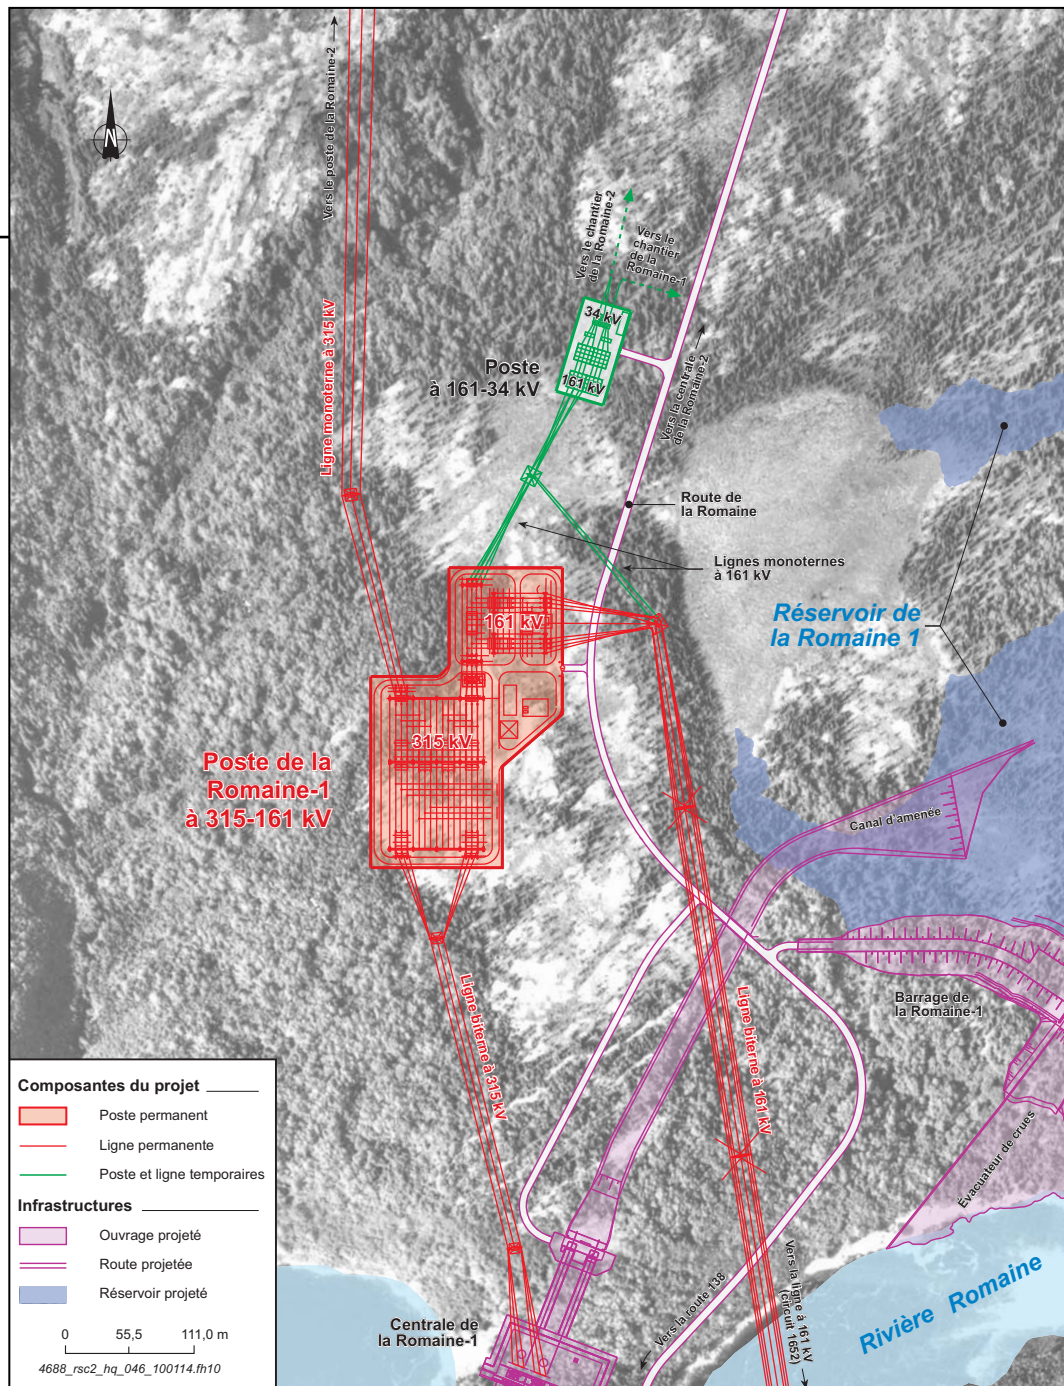 Vers le poste de la Romaine-2
N
Vers le chantier
de la Romaine-2
Vers le
chantier
de la
Romaine-1
34 kV
161 kV
Poste
à 161-34 kV
Ligne monoterne à 315 kV
Vers la centrale
de la Romaine-2
Route de
la Romaine
Lignes monoternes
à 161 kV
Réservoir de
la Romaine 1
161 kV
315 kV
Poste de la
Romaine-1
à 315-161 kV
Canal d'amenée
Barrage de
la Romaine-1
Ligne biterne à 315 kV
Ligne biterne à 161 kV
Évacuateur de crues
Rivière Romaine
Vers la ligne à 161 kV
(circuit 1652)
Vers la route 138
Centrale de
la Romaine-1
Composantes du projet
Poste permanent
Ligne permanente
Poste et ligne temporaires
Infrastructures
Ouvrage projeté
Route projetée
Réservoir projeté
0 55,5 111,0 m
4688_rsc2_hq_046_100114.fh10